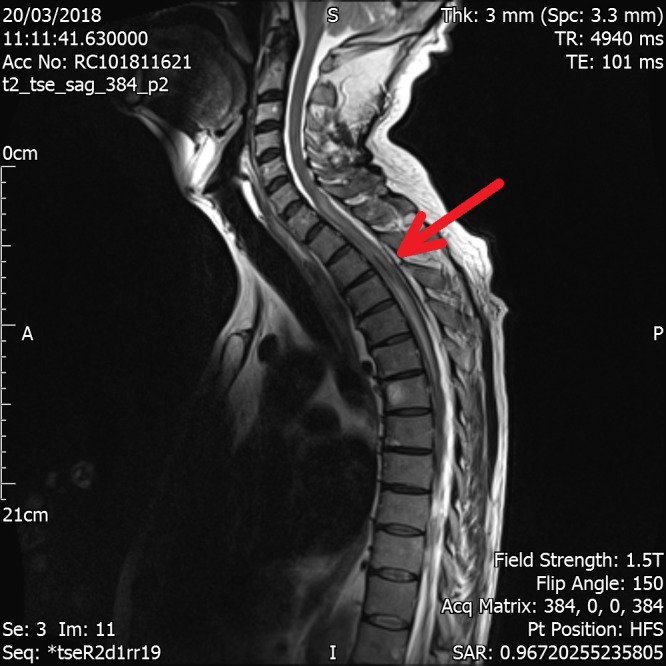 20/03/2018
11:11:41.630000
Acc No: RC101811621
t2_tse_sag_384_p2
S
Thk: 3 mm (Spc: 3.3 mm)
TR: 4940 ms
TE: 101 ms
0cm
A
P
21cm
Field Strength: 1.5T
Flip Angle: 150
Acq Matrix: 384, 0, 0, 384
Se: 3 Im: 11
Pt Position: HFS
Seq: *tseR2d1rr19
I
SAR: 0.96720255235805